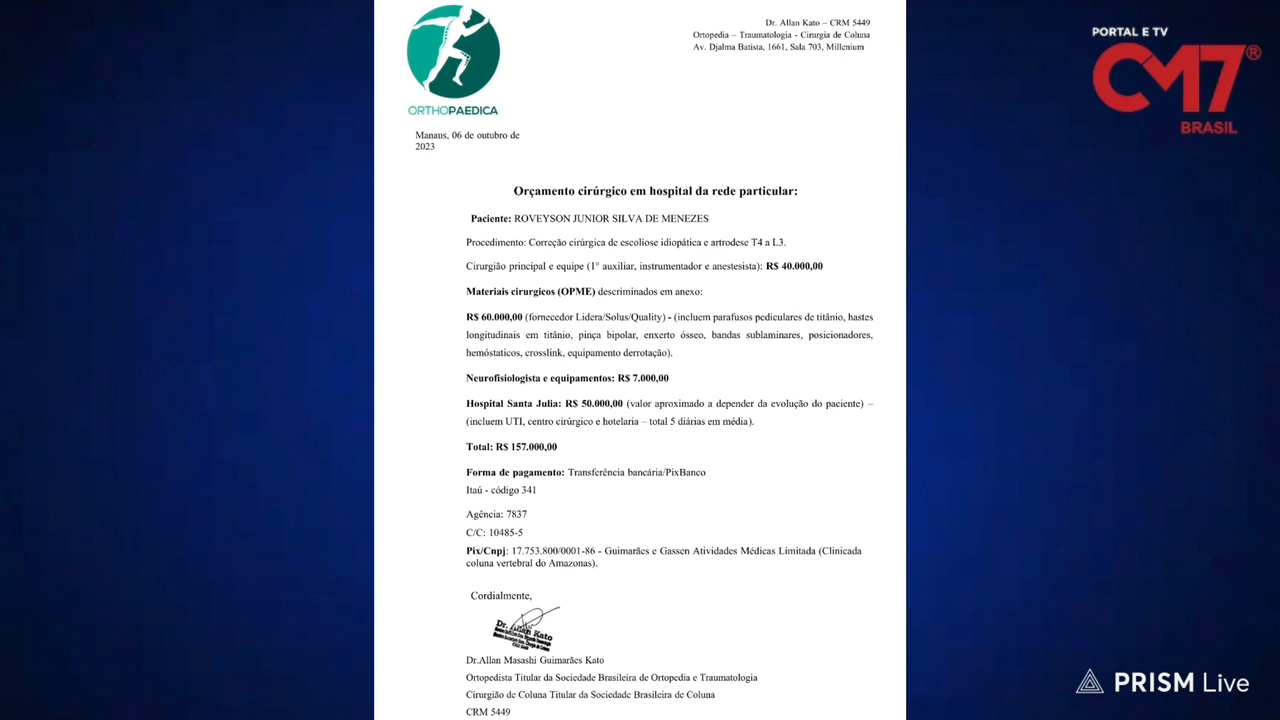 ORTHOPAEDICA
Dr. Allan Kato – CRM 5449
Ortopedia – Traumatologia - Cirurgia de Coluna
Av. Djalma Batista, 1661, Sala 703, Millenium
PORTAL E TV
CM7®
BRASIL
Manaus, 06 de outubro de
2023
Orçamento cirúrgico em hospital da rede particular:
Paciente: ROVEYSON JUNIOR SILVA DE MENEZES
Procedimento: Correção cirúrgica de escoliose idiopática e artrodese T4 a L3.
Cirurgião principal e equipe (1° auxiliar, instrumentador e anestesista): R$ 40.000,00
Materiais cirurgicos (OPME) descriminados em anexo:
R$ 60.000,00 (fornecedor Lidera/Solus/Quality) - (incluem parafusos pediculares de titânio, hastes
longitudinais em titânio, pinça bipolar, enxerto ósseo, bandas sublaminares, posicionadores,
hemóstaticos, crosslink, equipamento derrotação).
Neurofisiologista e equipamentos: R$ 7.000,00
Hospital Santa Julia: R$ 50.000,00 (valor aproximado a depender da evolução do paciente) –
(incluem UTI, centro cirúrgico e hotelaria – total 5 diárias em média).
Total: R$ 157.000,00
Forma de pagamento: Transferência bancária/PixBanco
Itaú - código 341
Agência: 7837
C/C: 10485-5
Pix/Cnpj: 17.753.800/0001-86 - Guimarães e Gassen Atividades Médicas Limitada (Clinicada
coluna vertebral do Amazonas).
Cordialmente,
Dr. Allan Kato
Dr.Allan Masashi Guimarães Kato
Ortopedista Titular da Sociedade Brasileira de Ortopedia e Traumatologia
Cirurgião de Coluna Titular da Sociedade Brasileira de Coluna
CRM 5449
PRISM Live